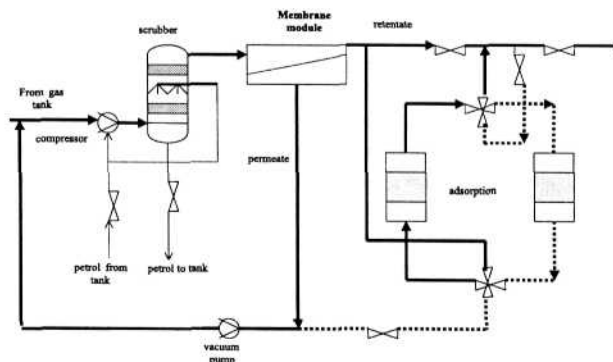 Membrane
module
retentate
scrubber
From gas
tank
compressor
permeate
adsorption
petrol from
tank
petrol to tank
vacuum
pump